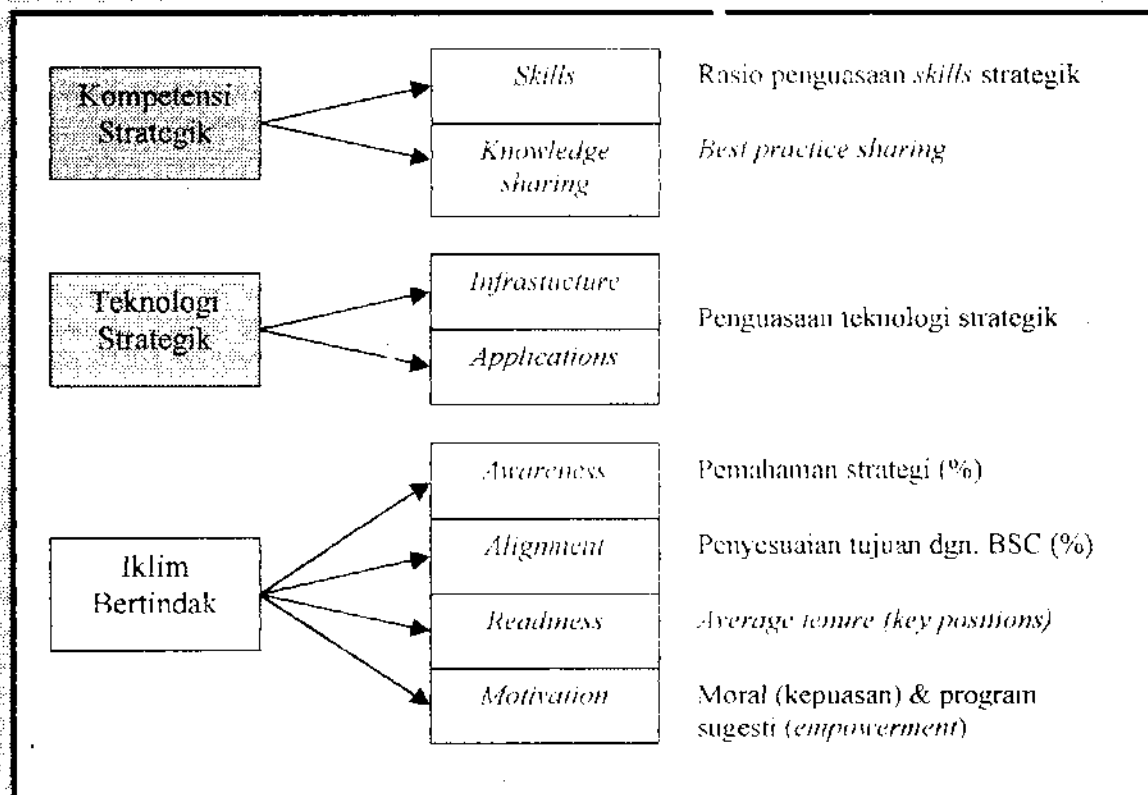 Kompetensi
Strategik
Skills
Rasio penguasaan skills strategik
Knowledge
sharing
Best practice sharing
Teknologi
Strategik
Infrastucture
Applications
Penguasaan teknologi strategik
Iklim
Bertindak
Awareness
Pemahaman strategi (%)
Alignment
Penyesuaian tujuan dgn. BSC (%)
Readiness
Average tenure (key positions)
Motivation
Moral (kepuasan) & program
sugesti (empowerment)